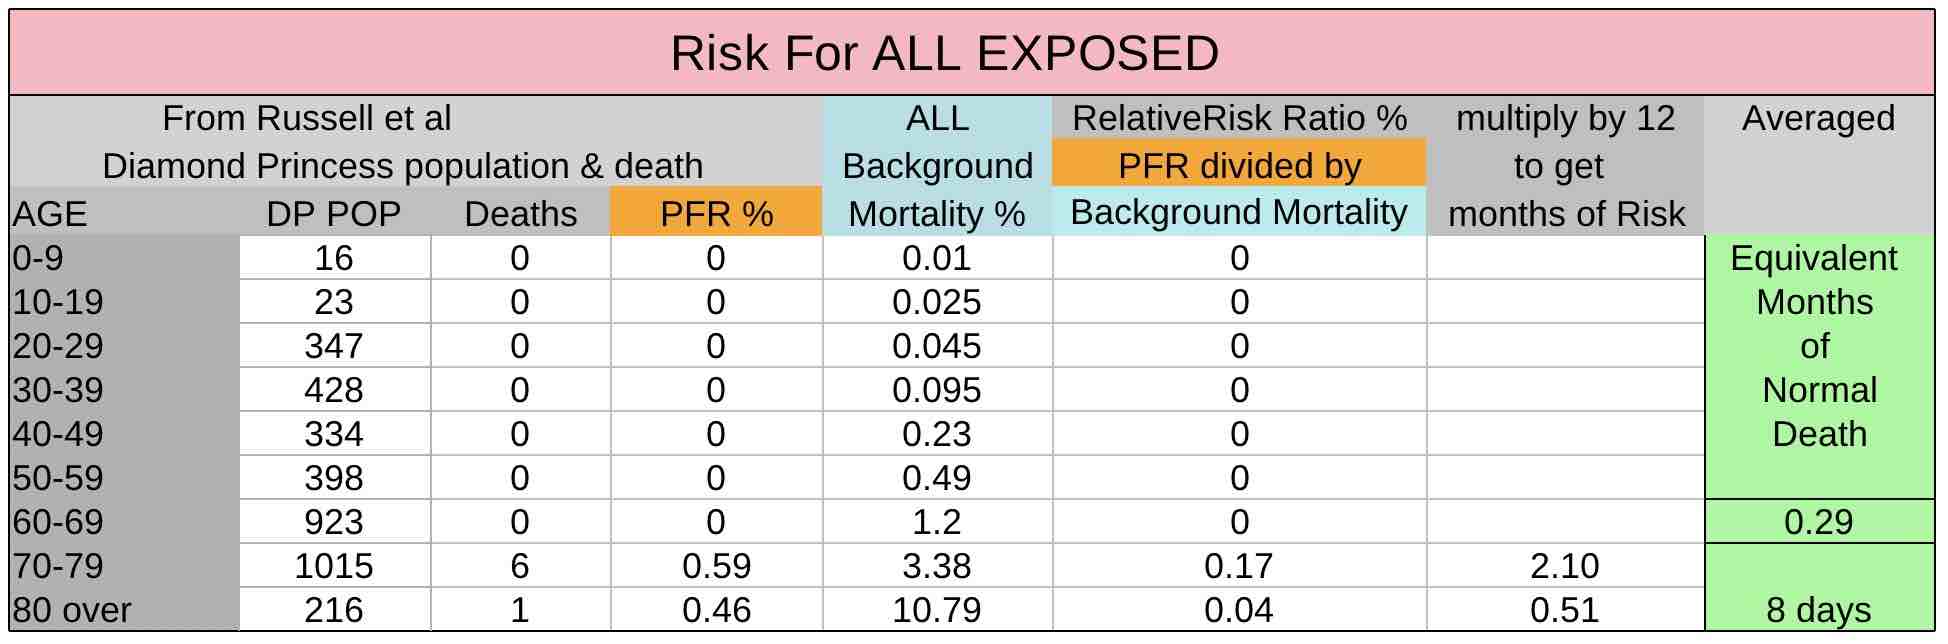 Risk For ALL EXPOSED
From Russell et al ALL RelativeRisk Ratio % multiply by 12 Averaged
Diamond Princess population & death Background PFR divided by to get
AGE DP POP Deaths PFR % Mortality % Background Mortality months of Risk
0-9 16 0 0 0.01 0 Equivalent
10-19 23 0 0 0.025 0 Months
20-29 347 0 0 0.045 0 of
30-39 428 0 0 0.095 0 Normal
40-49 334 0 0 0.23 0 Death
50-59 398 0 0 0.49 0
60-69 923 0 0 1.2 0 0.29
70-79 1015 6 0.59 3.38 0.17 2.10
80 over 216 1 0.46 10.79 0.04 0.51 8 days